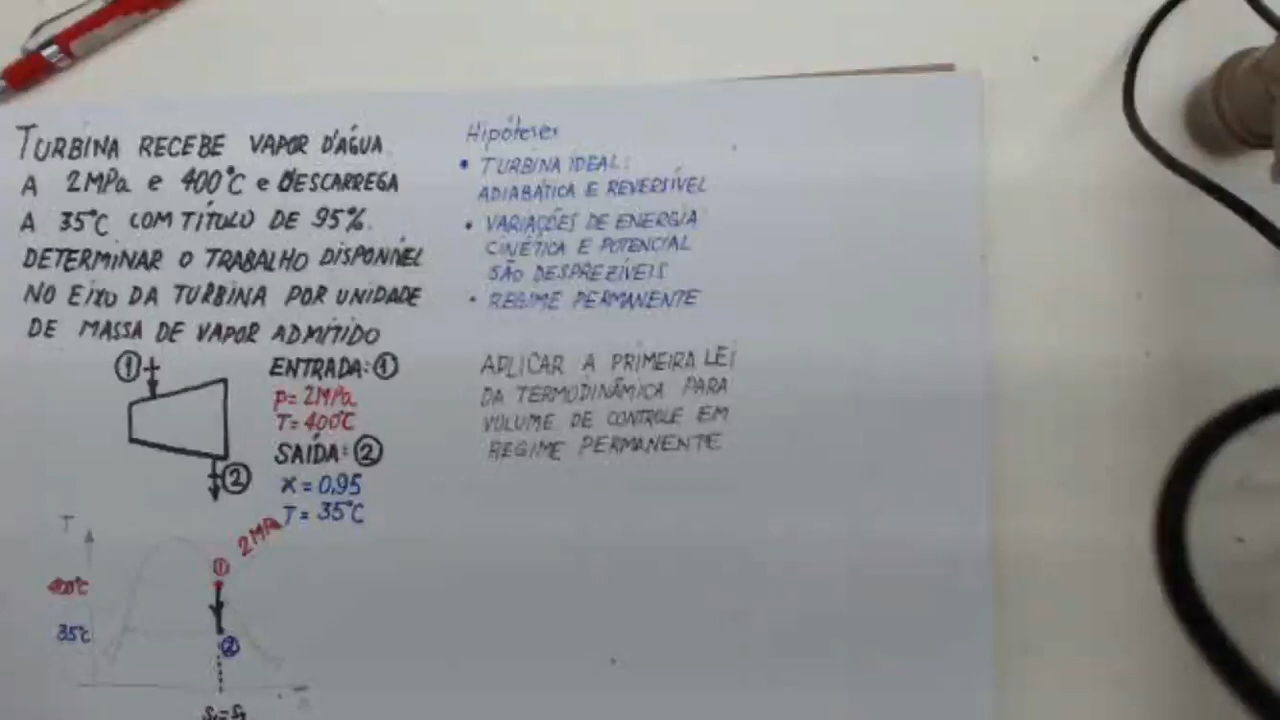 TURBINA RECEBE VAPOR D'ÁGUA
A 2MPa e 400°C e DESCARREGA
A 35°C COM TÍTULO DE 95%.
DETERMINAR O TRABALHO DISPONÍVEL
NO EIXO DA TURBINA POR UNIDADE
DE MASSA DE VAPOR ADMITIDO
1
2
ENTRADA: 1
p=2MPa
T=400°C
SAÍDA: 2
x=0,95
T=35°C
T
2MPa
1
400°C
35°C
2
Hipóteses
• TURBINA IDEAL:
ADIABÁTICA E REVERSÍVEL
• VARIAÇÕES DE ENERGIA
CINÉTICA E POTENCIAL
SÃO DESPREZÍVEIS
• REGIME PERMANENTE
APLICAR A PRIMEIRA LEI
DA TERMODINÂMICA PARA
VOLUME DE CONTROLE EM
REGIME PERMANENTE